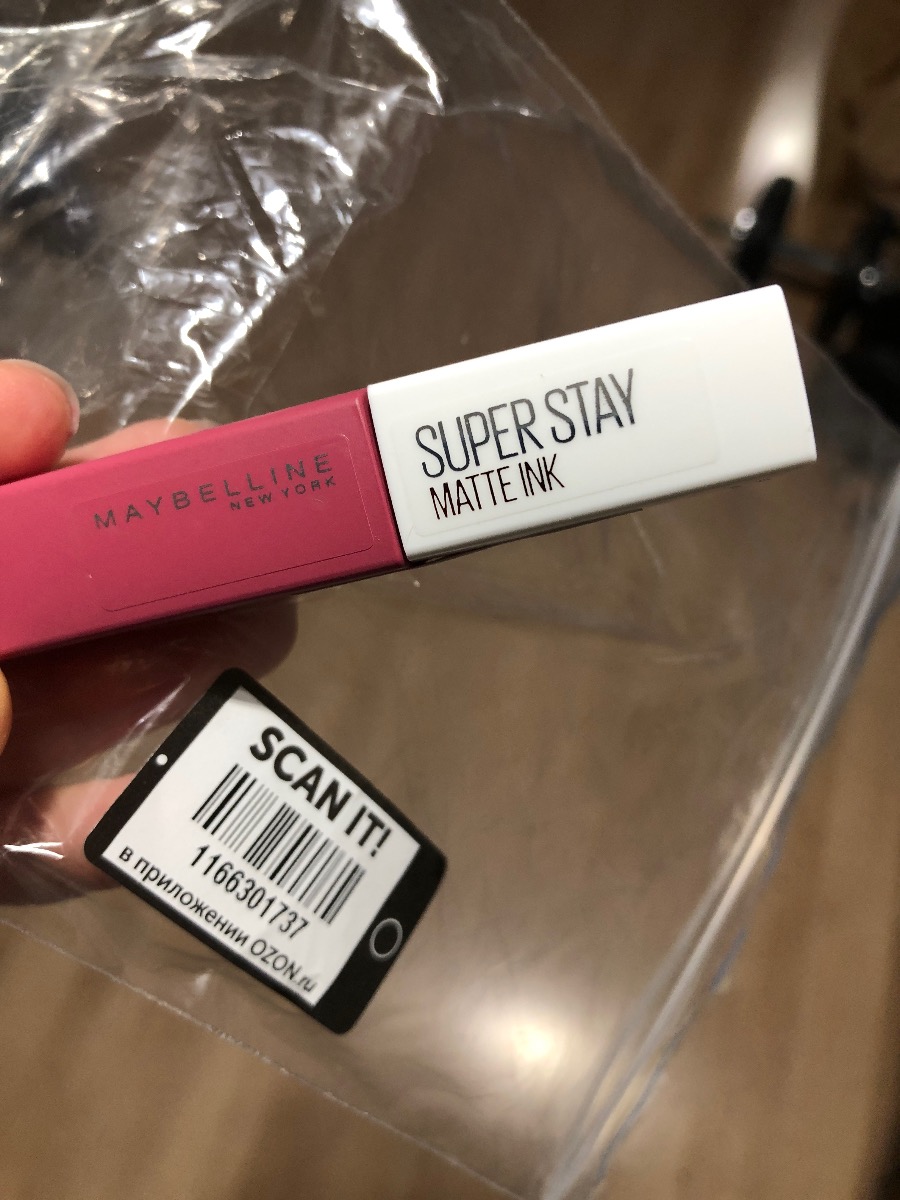 MAYBELLINE
NEW YORK
SUPER STAY
MATTE INK
SCAN IT!
1166301737
в приложении OZON.ru